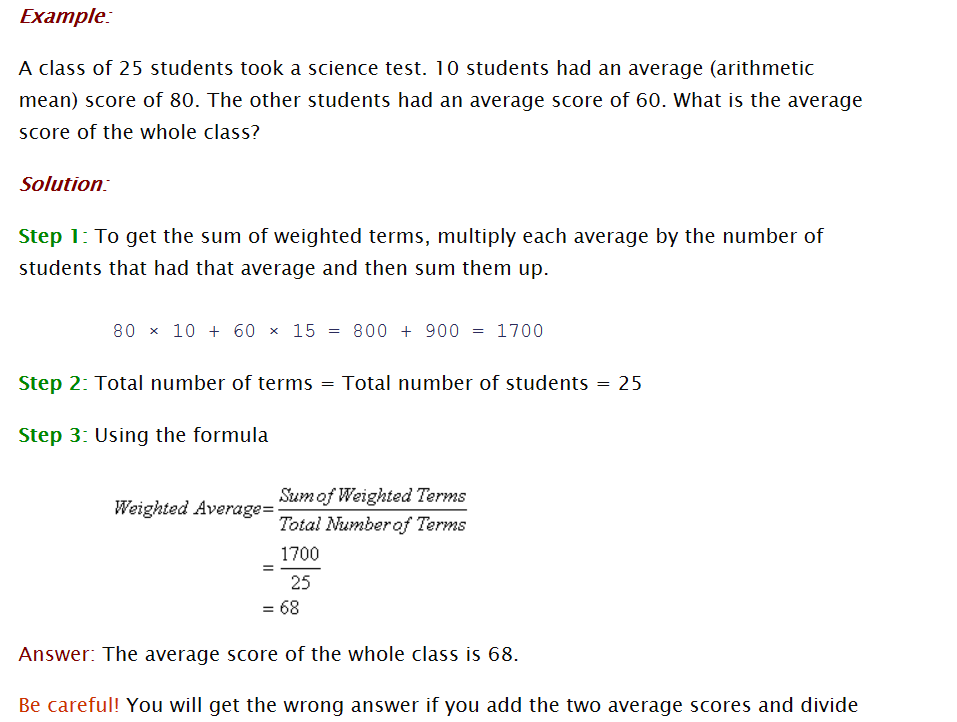 Example:
A class of 25 students took a science test. 10 students had an average (arithmetic
mean) score of 80. The other students had an average score of 60. What is the average
score of the whole class?
Solution:
Step 1: To get the sum of weighted terms, multiply each average by the number of
students that had that average and then sum them up.
80 × 10 + 60 × 15 = 800 + 900 = 1700
Step 2: Total number of terms = Total number of students = 25
Step 3: Using the formula
Weighted Average= Sum of Weighted Terms
Total Number of Terms
= 1700
25
= 68
Answer: The average score of the whole class is 68.
Be careful! You will get the wrong answer if you add the two average scores and divide